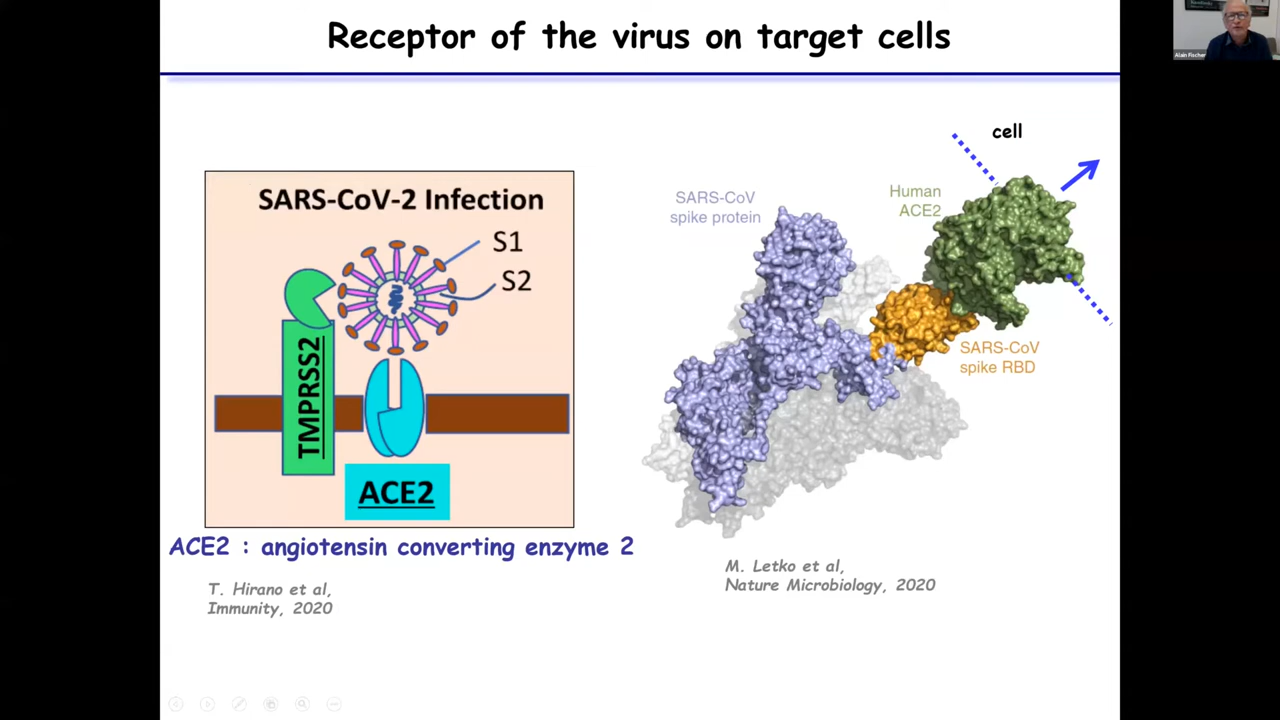 Receptor of the virus on target cells
Alain Fischer
cell
SARS-CoV-2 Infection
S1
S2
TMPRSS2
ACE2
SARS-CoV
spike protein
Human
ACE2
SARS-CoV
spike RBD
ACE2 : angiotensin converting enzyme 2
T. Hirano et al,
Immunity, 2020
M. Letko et al,
Nature Microbiology, 2020